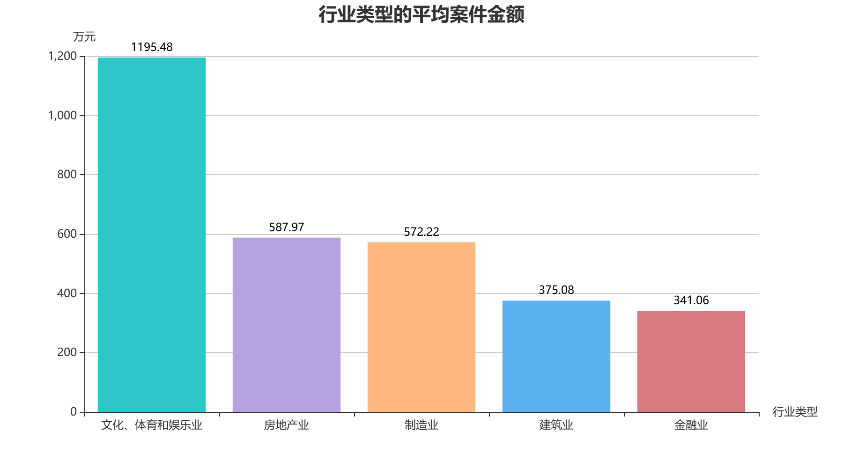 行业类型的平均案件金额
万元
1195.48
1,200
1,000
800
587.97
600
572.22
400
375.08
341.06
200
0
文化、体育和娱乐业
房地产业
制造业
建筑业
金融业
行业类型